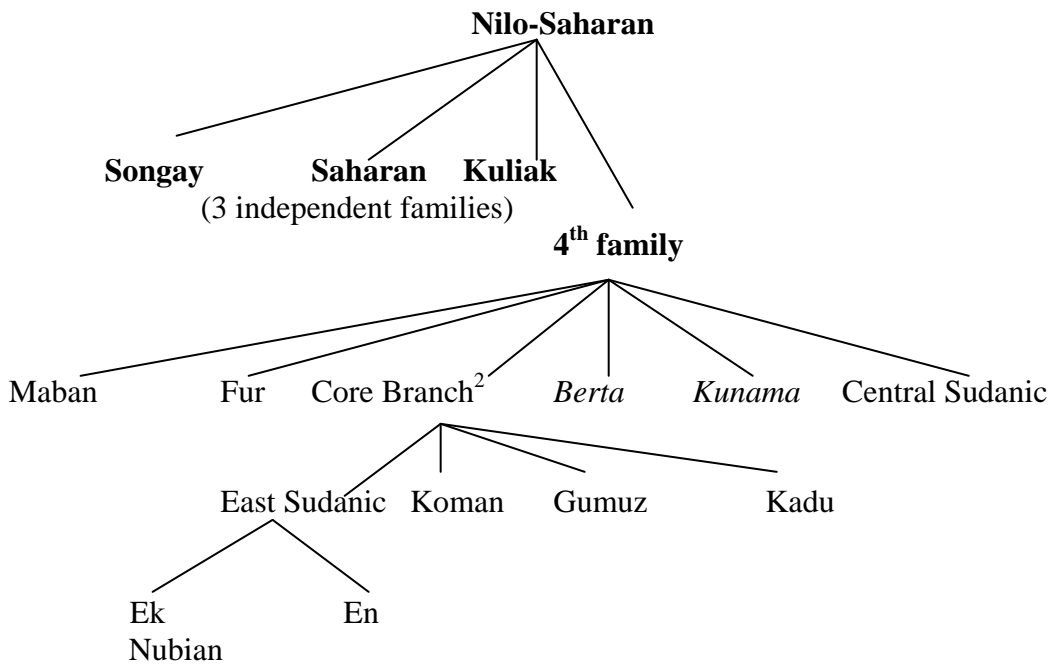 Nilo-Saharan
Songay Saharan Kuliak
(3 independent families)
4th family
Maban Fur Core Branch2 Berta Kunama Central Sudanic
East Sudanic Koman Gumuz Kadu
Ek En
Nubian